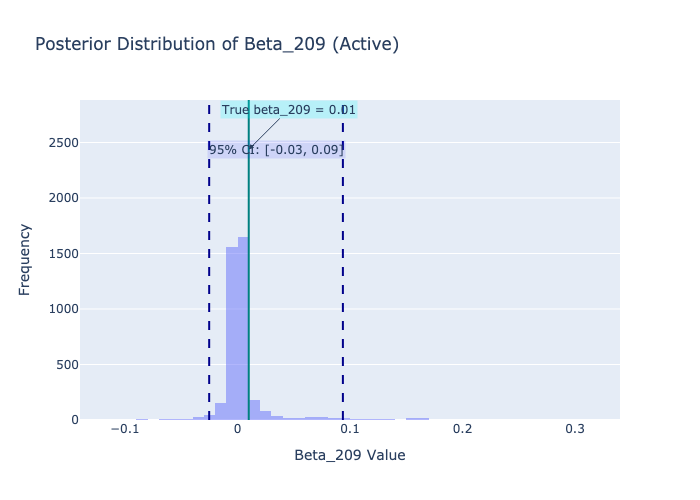 Posterior Distribution of Beta_209 (Active)
True beta_209 = 0.01
95% CI: [-0.03, 0.09]
2500
2000
1500
1000
500
0
Frequency
−0.1
0
0.1
0.2
0.3
Beta_209 Value